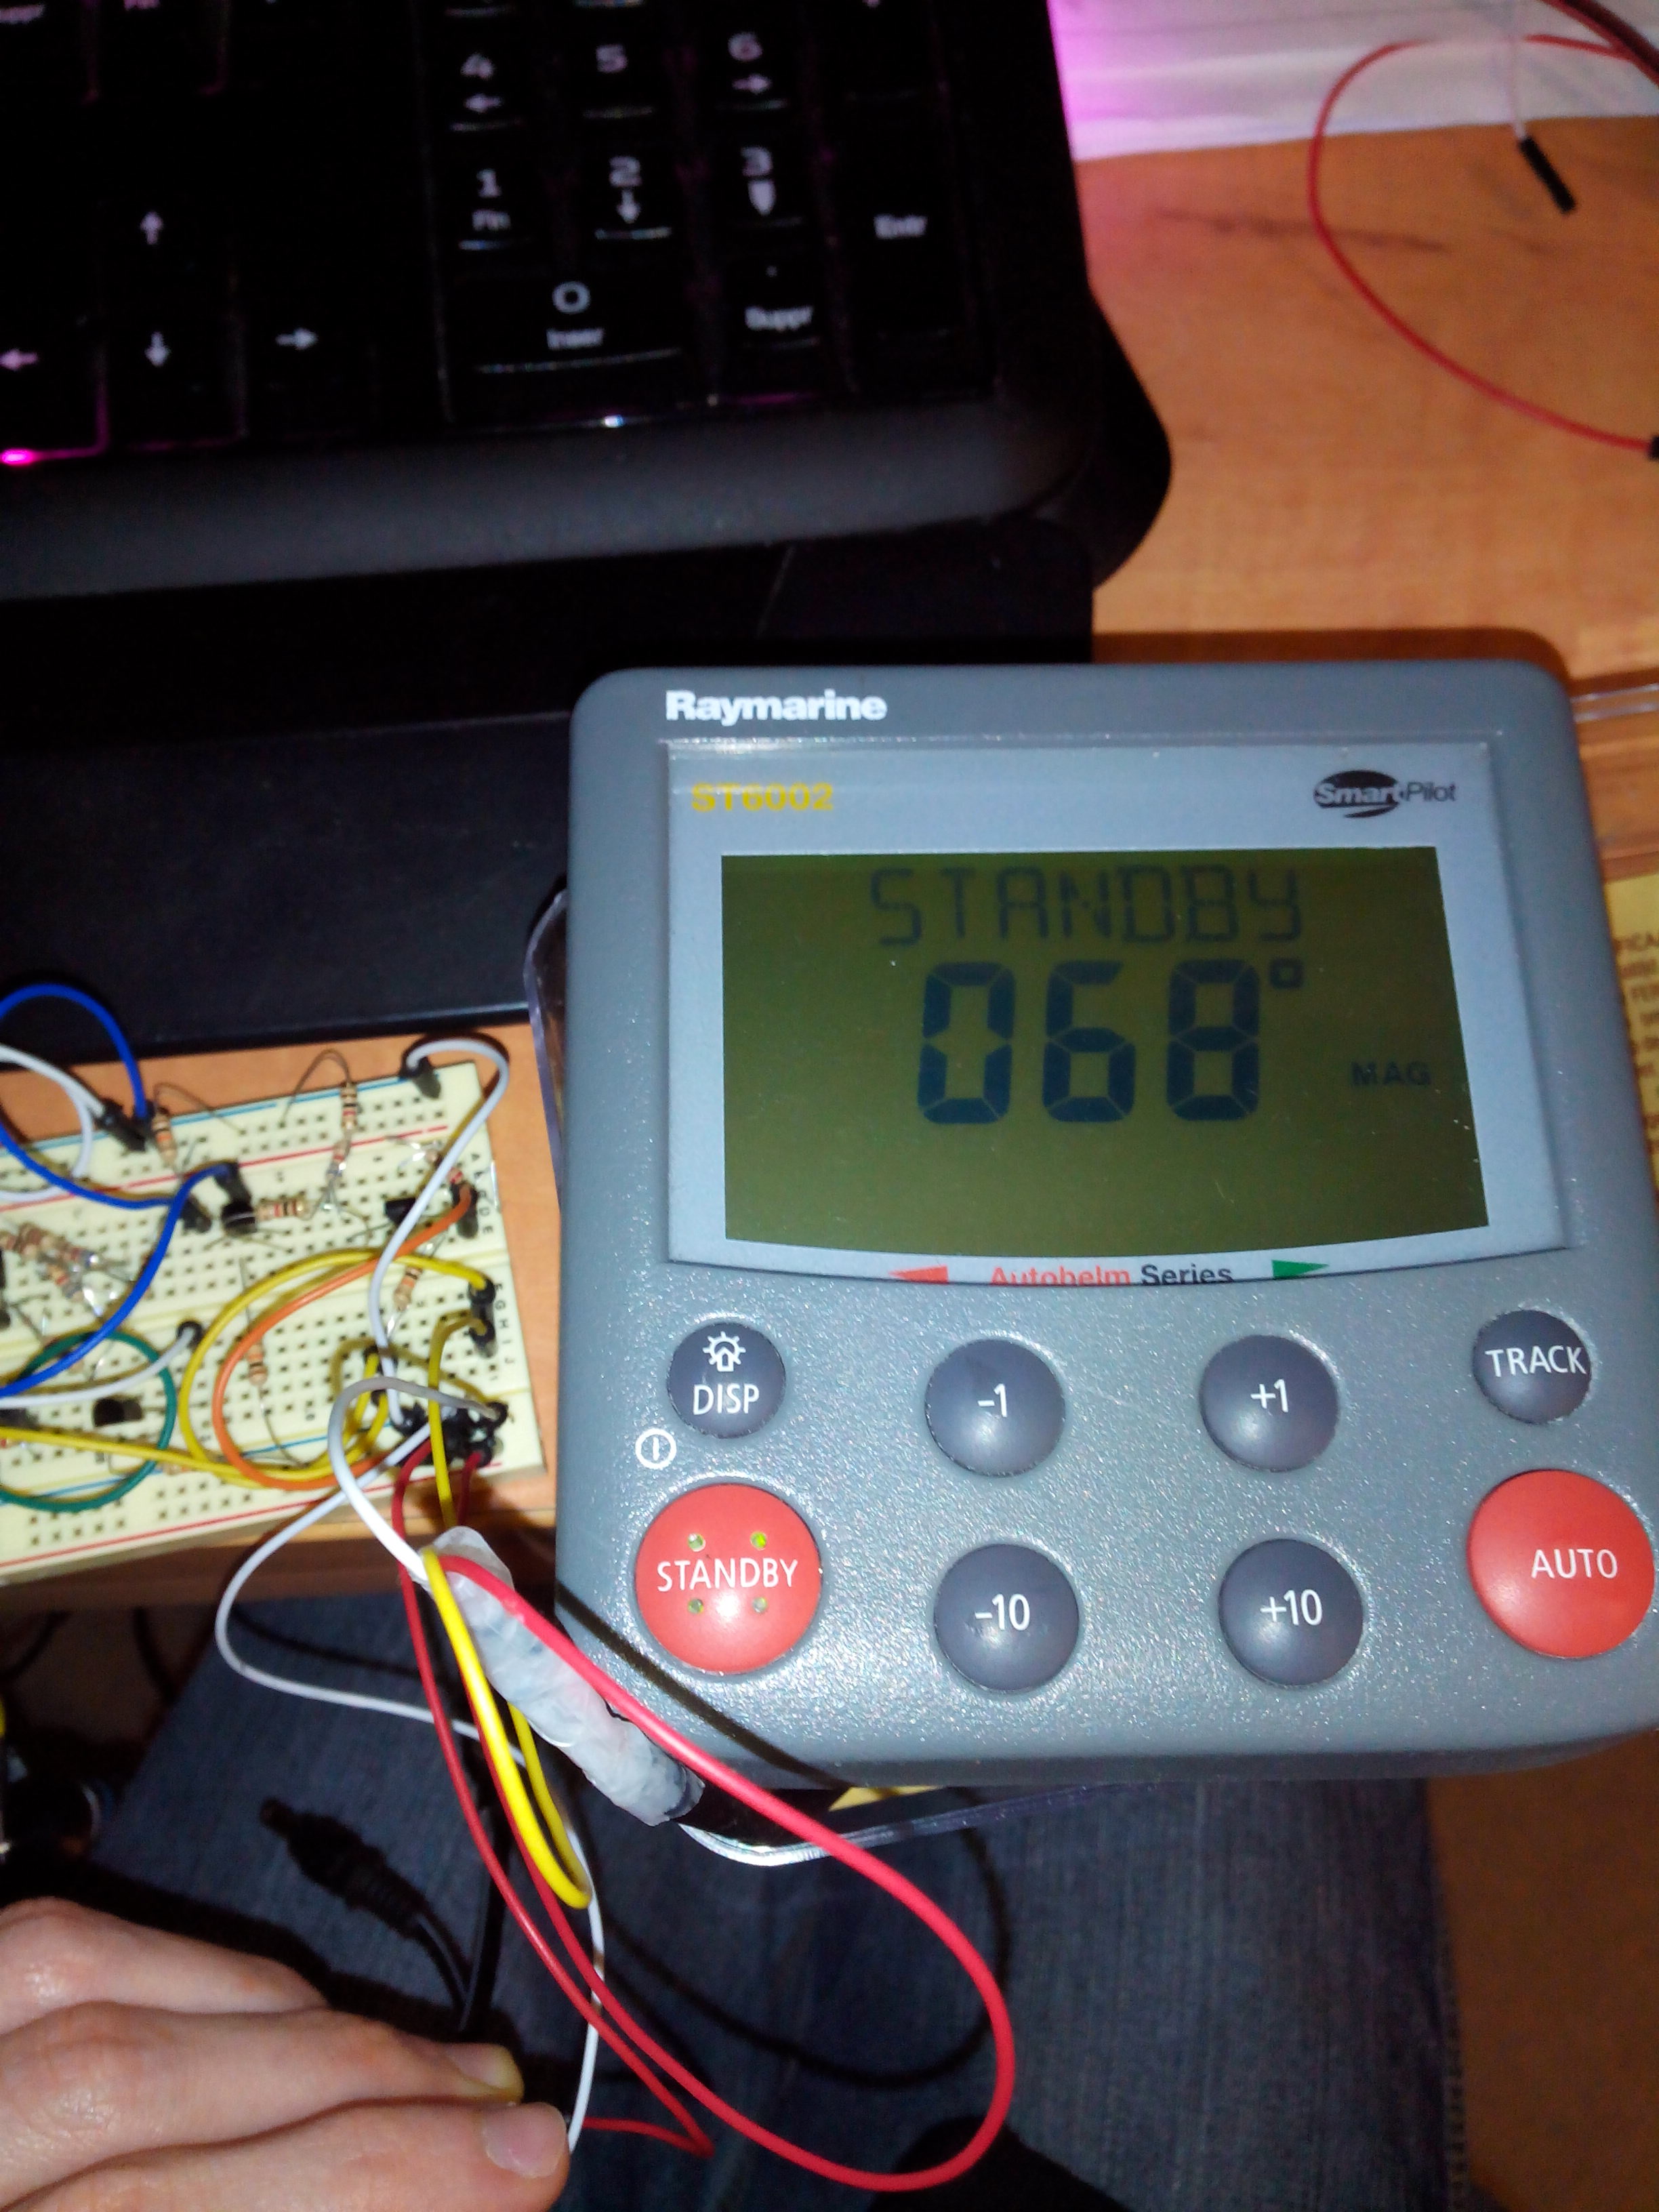 4
5
6
1
Fin
2
3
Entr
0
Inser
.
Suppr
Raymarine
ST6002
SmartPilot
STANDBY
068°
MAG
Autohelm Series
DISP
-1
+1
TRACK
STANDBY
-10
+10
AUTO